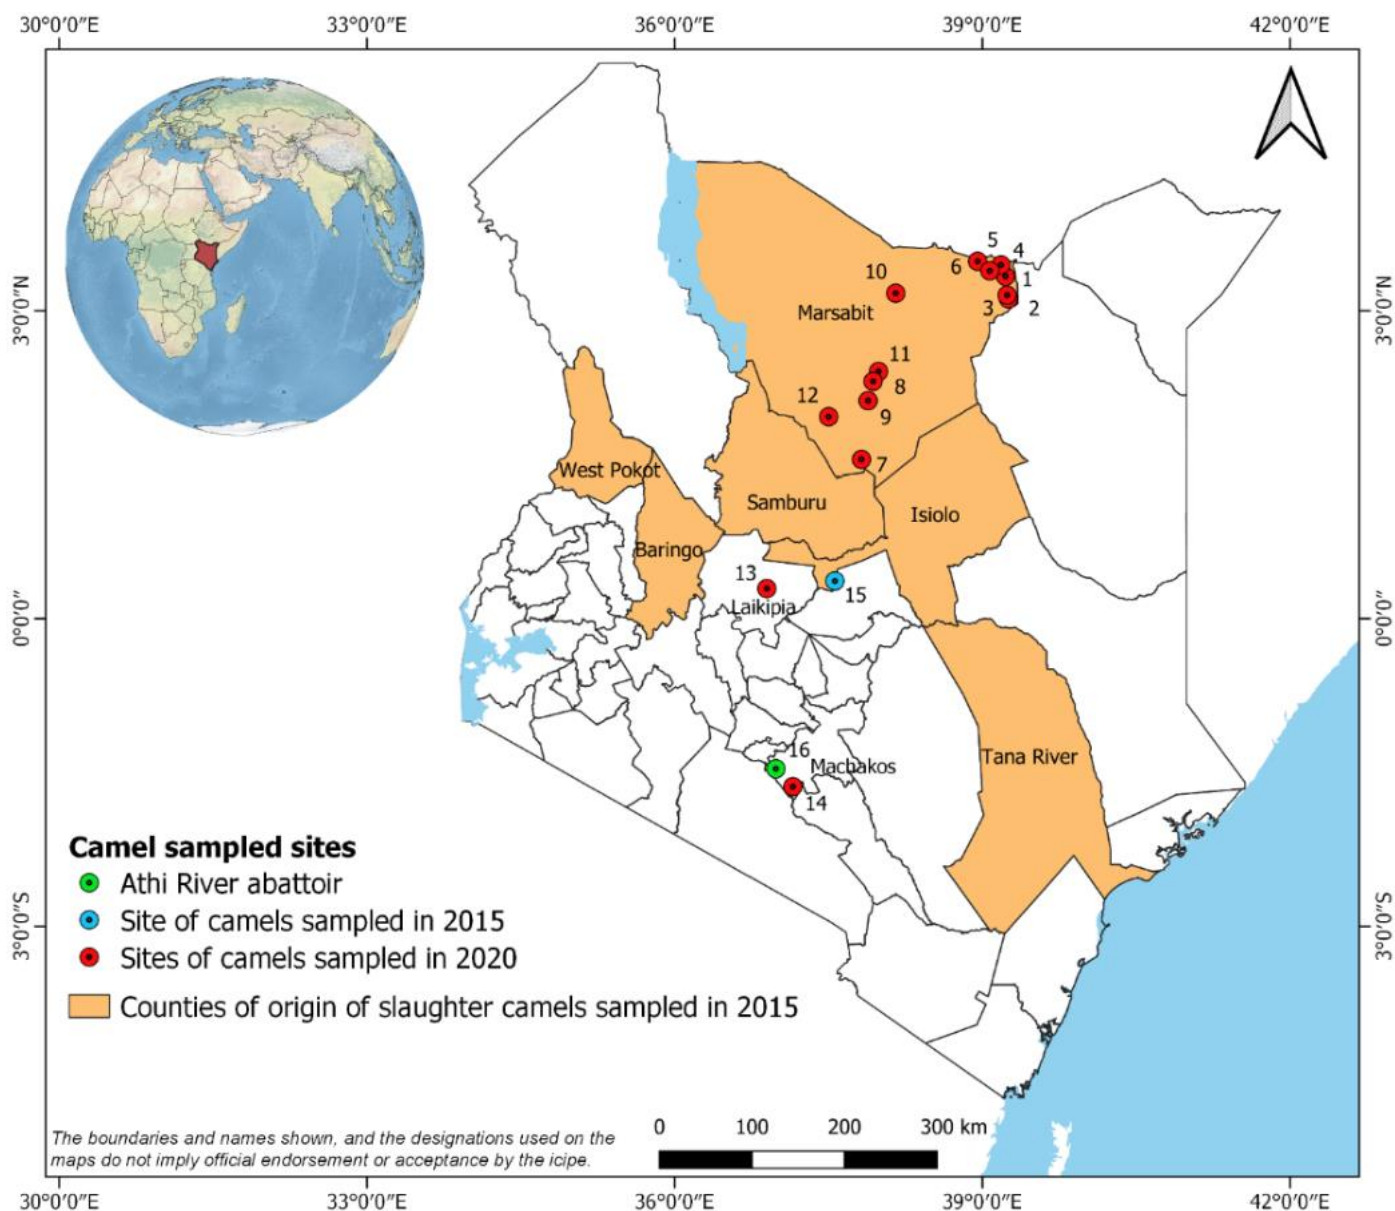 30°0'0"E 33°0'0"E 36°0'0"E 39°0'0"E 42°0'0"E
5 4
6 1
10
3 2
3°0'0"N Marsabit 3°0'0"N
11
8
12
9
West Pokot 7
Samburu Isiolo
Baringo
13
15
Laikipia
0°0'0" 0°0'0"
16
Machakos Tana River
14
Camel sampled sites
Athi River abattoir
Site of camels sampled in 2015
3°0'0"S 3°0'0"S
Sites of camels sampled in 2020
Counties of origin of slaughter camels sampled in 2015
0 100 200 300 km
The boundaries and names shown, and the designations used on the
maps do not imply official endorsement or acceptance by the icipe.
30°0'0"E 33°0'0"E 36°0'0"E 39°0'0"E 42°0'0"E